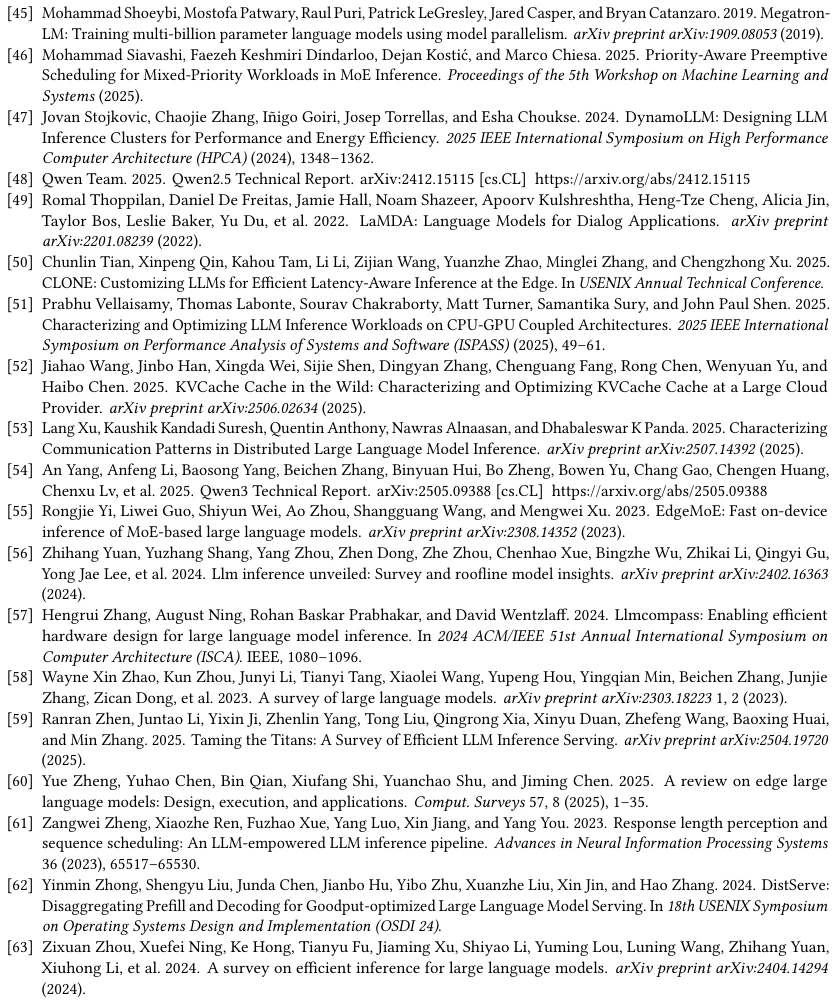 [45] Mohammad Shoeybi, Mostofa Patwary, Raul Puri, Patrick LeGresley, Jared Casper, and Bryan Catanzaro. 2019. Megatron-
LM: Training multi-billion parameter language models using model parallelism. arXiv preprint arXiv:1909.08053 (2019).
[46] Mohammad Siavashi, Faezeh Keshmiri Dindarloo, Dejan Kostić, and Marco Chiesa. 2025. Priority-Aware Preemptive
Scheduling for Mixed-Priority Workloads in MoE Inference. Proceedings of the 5th Workshop on Machine Learning and
Systems (2025).
[47] Jovan Stojkovic, Chaojie Zhang, Iñigo Goiri, Josep Torrellas, and Esha Choukse. 2024. DynamoLLM: Designing LLM
Inference Clusters for Performance and Energy Efficiency. 2025 IEEE International Symposium on High Performance
Computer Architecture (HPCA) (2024), 1348–1362.
[48] Qwen Team. 2025. Qwen2.5 Technical Report. arXiv:2412.15115 [cs.CL] https://arxiv.org/abs/2412.15115
[49] Romal Thoppilan, Daniel De Freitas, Jamie Hall, Noam Shazeer, Apoorv Kulshreshtha, Heng-Tze Cheng, Alicia Jin,
Taylor Bos, Leslie Baker, Yu Du, et al. 2022. LaMDA: Language Models for Dialog Applications. arXiv preprint
arXiv:2201.08239 (2022).
[50] Chunlin Tian, Xinpeng Qin, Kahou Tam, Li Li, Zijian Wang, Yuanzhe Zhao, Minglei Zhang, and Chengzhong Xu. 2025.
CLONE: Customizing LLMs for Efficient Latency-Aware Inference at the Edge. In USENIX Annual Technical Conference.
[51] Prabhu Vellaisamy, Thomas Labonte, Sourav Chakraborty, Matt Turner, Samantika Sury, and John Paul Shen. 2025.
Characterizing and Optimizing LLM Inference Workloads on CPU-GPU Coupled Architectures. 2025 IEEE International
Symposium on Performance Analysis of Systems and Software (ISPASS) (2025), 49–61.
[52] Jiahao Wang, Jinbo Han, Xingda Wei, Sijie Shen, Dingyan Zhang, Chenguang Fang, Rong Chen, Wenyuan Yu, and
Haibo Chen. 2025. KVCache Cache in the Wild: Characterizing and Optimizing KVCache Cache at a Large Cloud
Provider. arXiv preprint arXiv:2506.02634 (2025).
[53] Lang Xu, Kaushik Kandadi Suresh, Quentin Anthony, Nawras Alnaasan, and Dhabaleswar K Panda. 2025. Characterizing
Communication Patterns in Distributed Large Language Model Inference. arXiv preprint arXiv:2507.14392 (2025).
[54] An Yang, Anfeng Li, Baosong Yang, Beichen Zhang, Binyuan Hui, Bo Zheng, Bowen Yu, Chang Gao, Chengen Huang,
Chenxu Lv, et al. 2025. Qwen3 Technical Report. arXiv:2505.09388 [cs.CL] https://arxiv.org/abs/2505.09388
[55] Rongjie Yi, Liwei Guo, Shiyun Wei, Ao Zhou, Shangguang Wang, and Mengwei Xu. 2023. EdgeMoE: Fast on-device
inference of MoE-based large language models. arXiv preprint arXiv:2308.14352 (2023).
[56] Zhihang Yuan, Yuzhang Shang, Yang Zhou, Zhen Dong, Zhe Zhou, Chenhao Xue, Bingzhe Wu, Zhikai Li, Qingyi Gu,
Yong Jae Lee, et al. 2024. Llm inference unveiled: Survey and roofline model insights. arXiv preprint arXiv:2402.16363
(2024).
[57] Hengrui Zhang, August Ning, Rohan Baskar Prabhakar, and David Wentzlaff. 2024. Llmcompass: Enabling efficient
hardware design for large language model inference. In 2024 ACM/IEEE 51st Annual International Symposium on
Computer Architecture (ISCA). IEEE, 1080–1096.
[58] Wayne Xin Zhao, Kun Zhou, Junyi Li, Tianyi Tang, Xiaolei Wang, Yupeng Hou, Yingqian Min, Beichen Zhang, Junjie
Zhang, Zican Dong, et al. 2023. A survey of large language models. arXiv preprint arXiv:2303.18223 1, 2 (2023).
[59] Ranran Zhen, Juntao Li, Yixin Ji, Zhenlin Yang, Tong Liu, Qingrong Xia, Xinyu Duan, Zhefeng Wang, Baoxing Huai,
and Min Zhang. 2025. Taming the Titans: A Survey of Efficient LLM Inference Serving. arXiv preprint arXiv:2504.19720
(2025).
[60] Yue Zheng, Yuhao Chen, Bin Qian, Xiufang Shi, Yuanchao Shu, and Jiming Chen. 2025. A review on edge large
language models: Design, execution, and applications. Comput. Surveys 57, 8 (2025), 1–35.
[61] Zangwei Zheng, Xiaozhe Ren, Fuzhao Xue, Yang Luo, Xin Jiang, and Yang You. 2023. Response length perception and
sequence scheduling: An LLM-empowered LLM inference pipeline. Advances in Neural Information Processing Systems
36 (2023), 65517–65530.
[62] Yinmin Zhong, Shengyu Liu, Junda Chen, Jianbo Hu, Yibo Zhu, Xuanzhe Liu, Xin Jin, and Hao Zhang. 2024. DistServe:
Disaggregating Prefill and Decoding for Goodput-optimized Large Language Model Serving. In 18th USENIX Symposium
on Operating Systems Design and Implementation (OSDI 24).
[63] Zixuan Zhou, Xuefei Ning, Ke Hong, Tianyu Fu, Jiaming Xu, Shiyao Li, Yuming Lou, Luning Wang, Zhihang Yuan,
Xiuhong Li, et al. 2024. A survey on efficient inference for large language models. arXiv preprint arXiv:2404.14294
(2024).